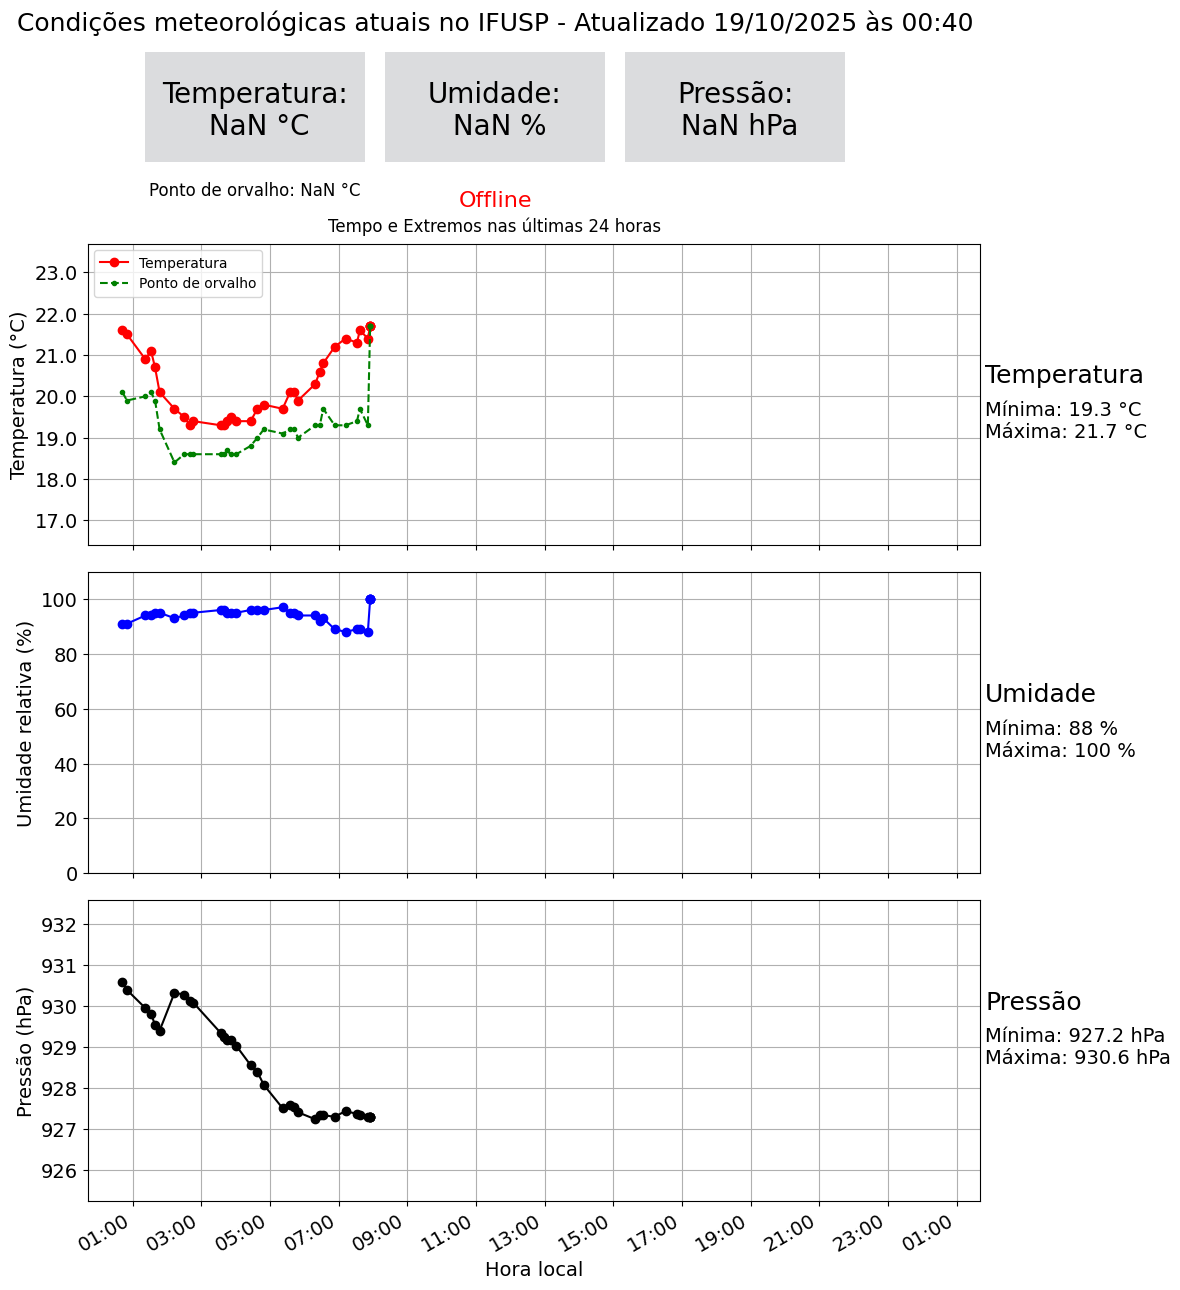 Condições meteorológicas atuais no IFUSP - Atualizado 19/10/2025 às 00:40
Temperatura:
NaN °C
Umidade:
NaN %
Pressão:
NaN hPa
Ponto de orvalho: NaN °C
Offline
Tempo e Extremos nas últimas 24 horas
Temperatura
Ponto de orvalho
Temperatura (°C)
23.0
22.0
21.0
20.0
19.0
18.0
17.0
Temperatura
Mínima: 19.3 °C
Máxima: 21.7 °C
Umidade relativa (%)
100
80
60
40
20
0
Umidade
Mínima: 88 %
Máxima: 100 %
Pressão (hPa)
932
931
930
929
928
927
926
Pressão
Mínima: 927.2 hPa
Máxima: 930.6 hPa
01:00
03:00
05:00
07:00
09:00
11:00
13:00
15:00
17:00
19:00
21:00
23:00
01:00
Hora local